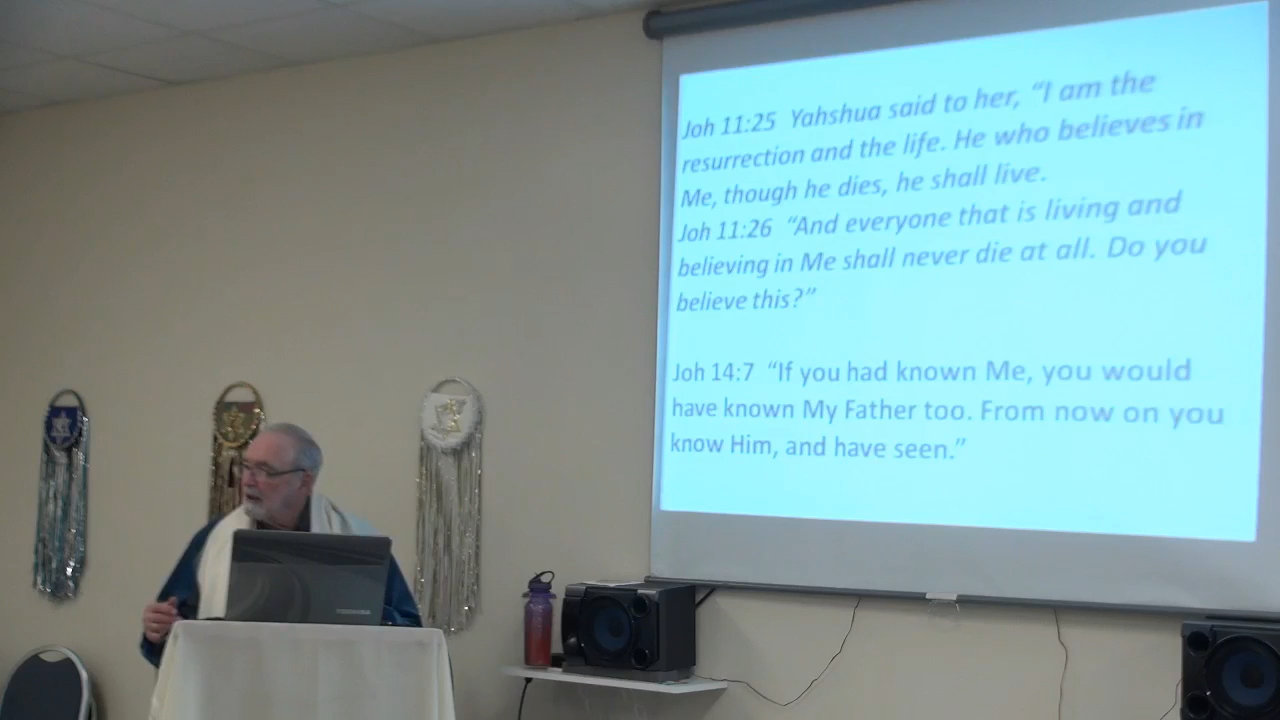 Joh 11:25 Yahshua said to her, “I am the
resurrection and the life. He who believes in
Me, though he dies, he shall live.
Joh 11:26 “And everyone that is living and
believing in Me shall never die at all. Do you
believe this?”
Joh 14:7 “If you had known Me, you would
have known My Father too. From now on you
know Him, and have seen.”
TOSHIBA